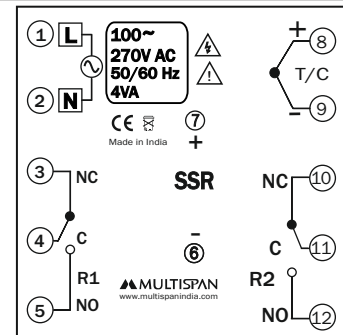 1 L
100~
270V AC
50/60 Hz
4VA
2 N
+ 8
T/C
- 9
CE
Made in India
7
+
3 NC
SSR
NC 10
4 C
-
6
C 11
R1
R2
5 NO
MULTISPAN
www.multispanindia.com
NO 12